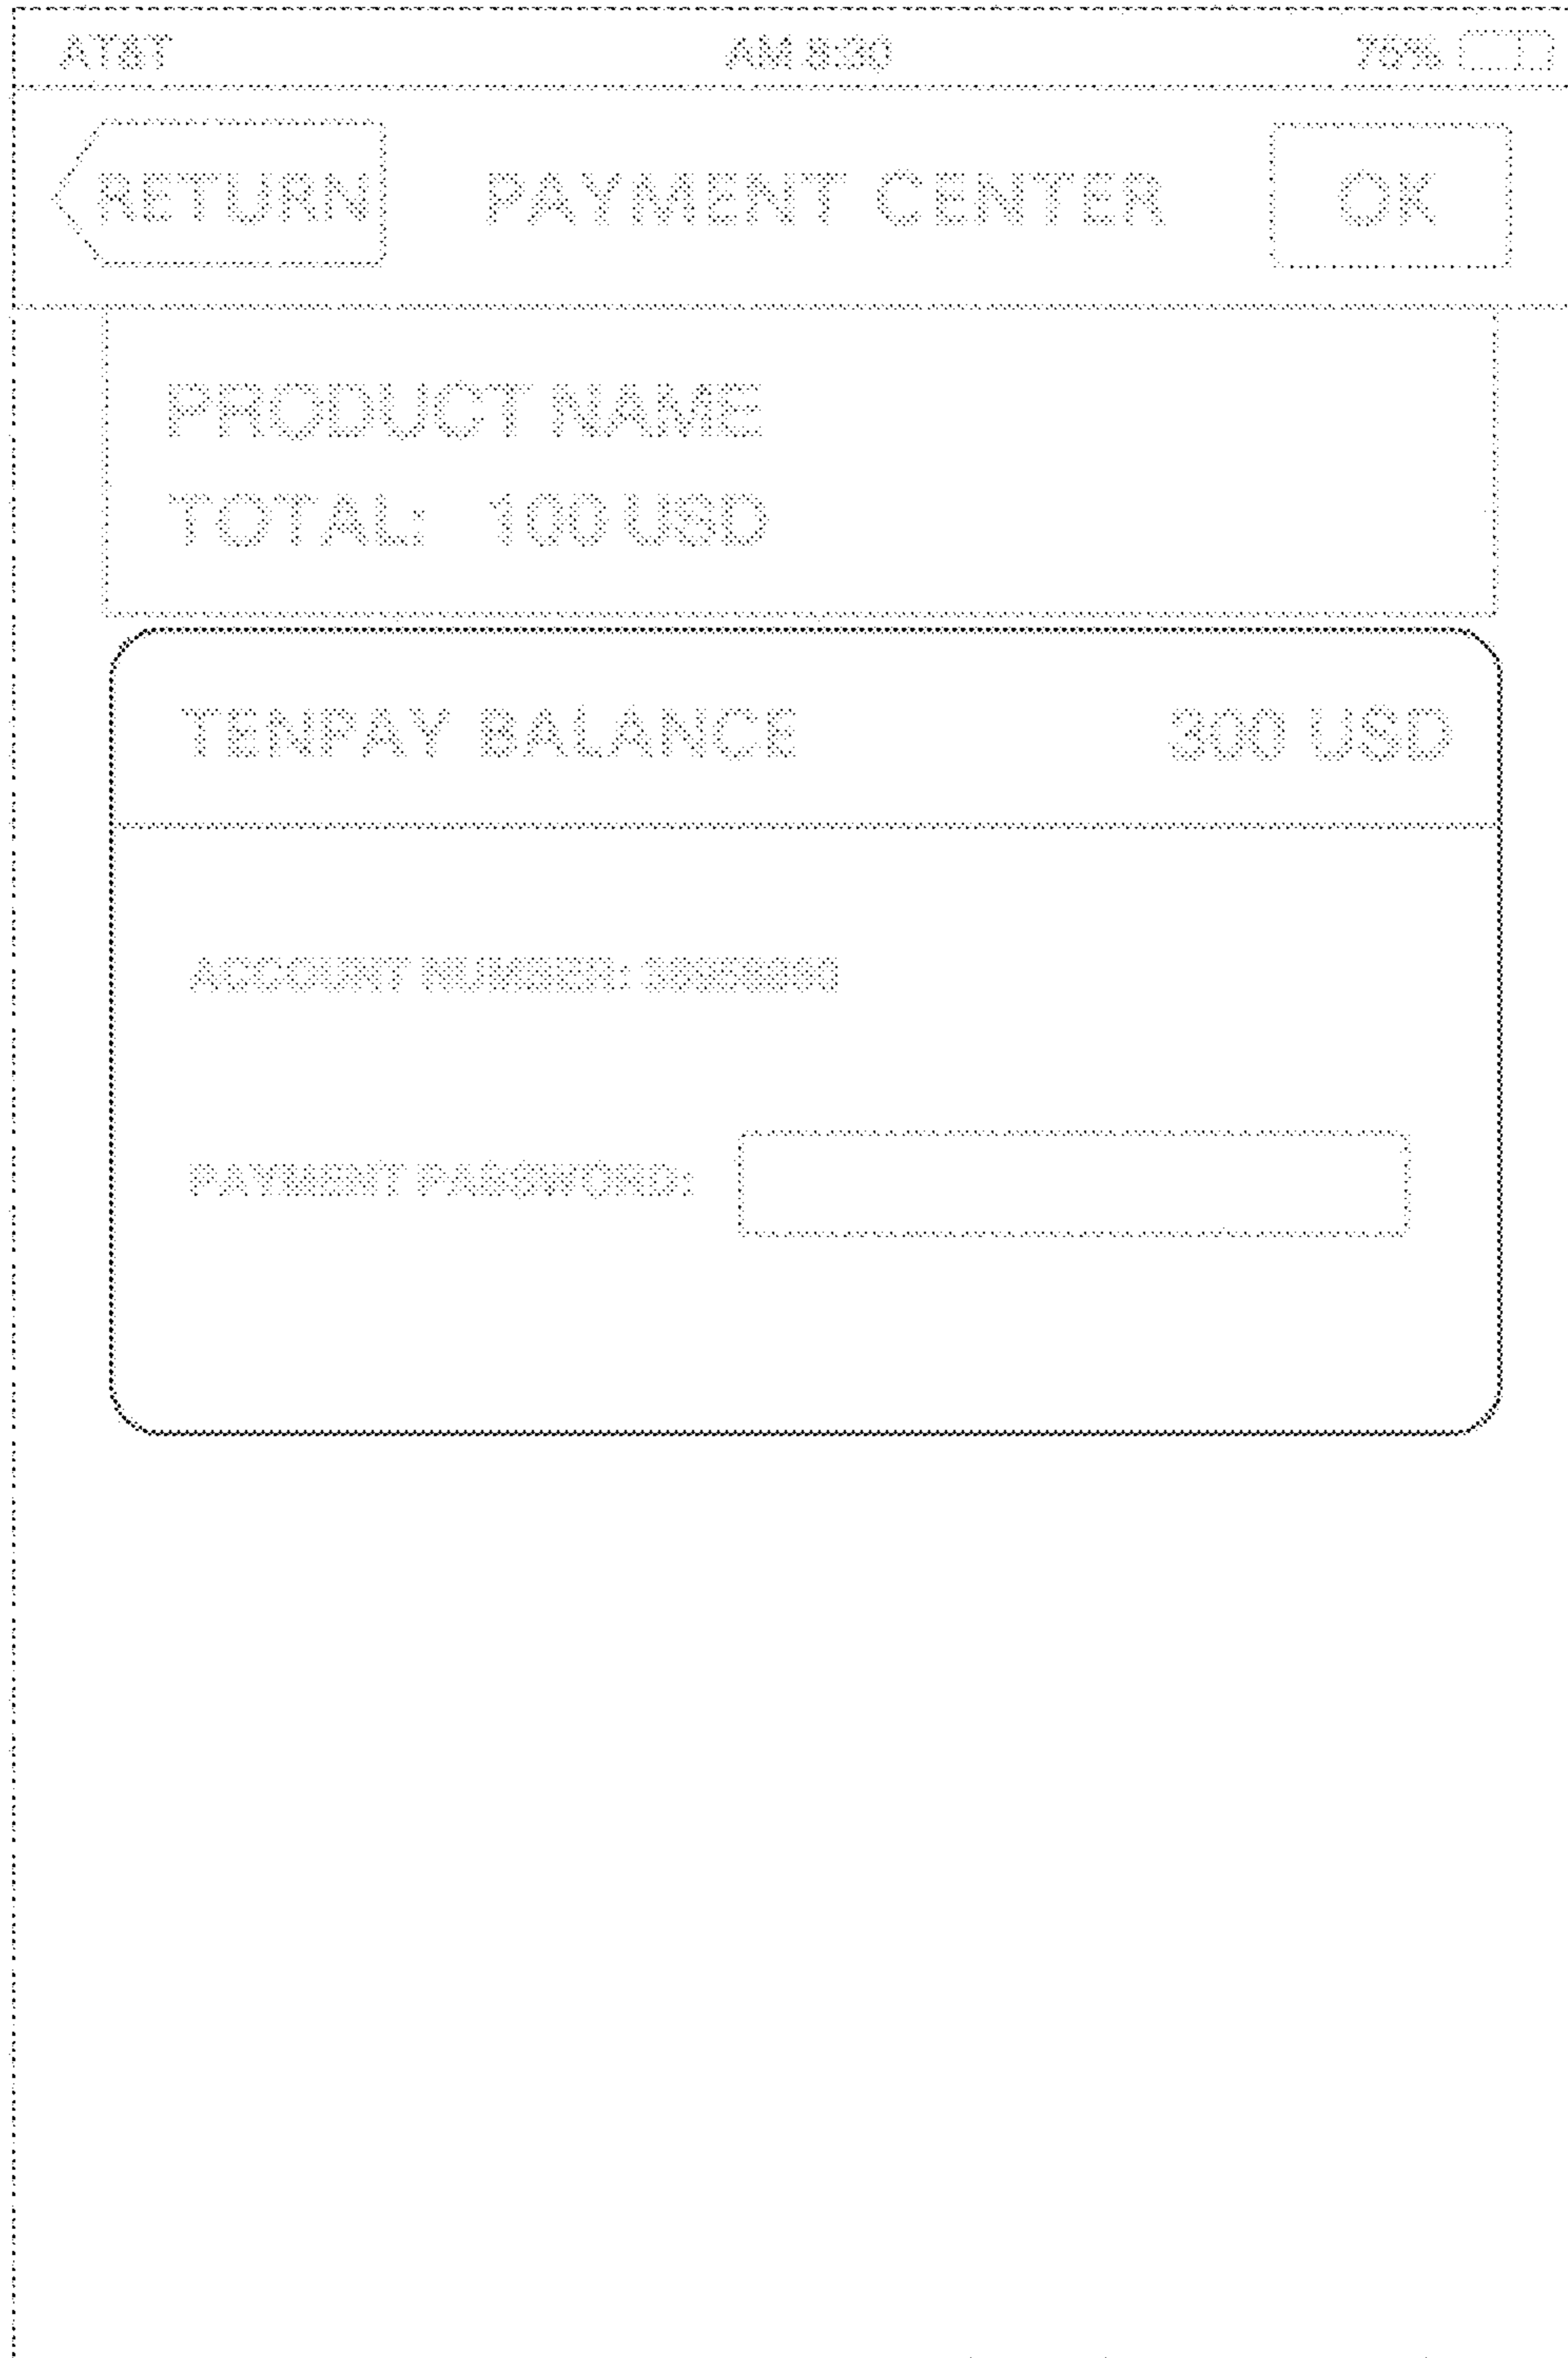 AT&T AM 8:30 75%
RETURN PAYMENT CENTER OK
PRODUCT NAME
TOTAL: 100 USD
TENPAY BALANCE 300 USD
ACCOUNT NUMBER:
PAYMENT PASSWORD: